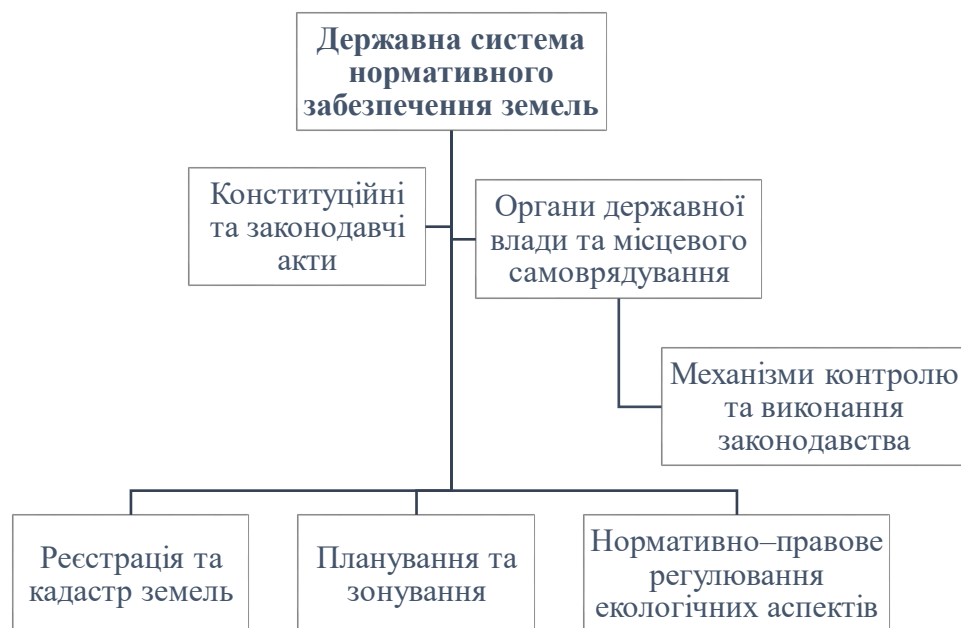 Державна система
нормативного
забезпечення земель
Конституційні
та законодавчі
акти
Органи державної
влади та місцевого
самоврядування
Механізми контролю
та виконання
законодавства
Реєстрація та
кадастр земель
Планування та
зонування
Нормативно–правове
регулювання
екологічних аспектів